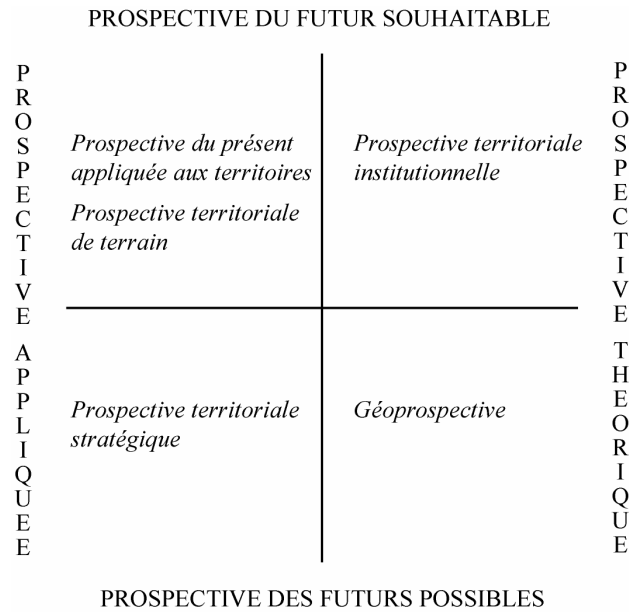 PROSPECTIVE DU FUTUR SOUHAITABLE
PROSPECTIVE APPLIQUEE
Prospective du présent
appliquée aux territoires
Prospective territoriale
de terrain
Prospective territoriale
institutionnelle
Prospective territoriale
stratégique
Géoprospective
PROSPECTIVE THEORIQUE
PROSPECTIVE DES FUTURS POSSIBLES